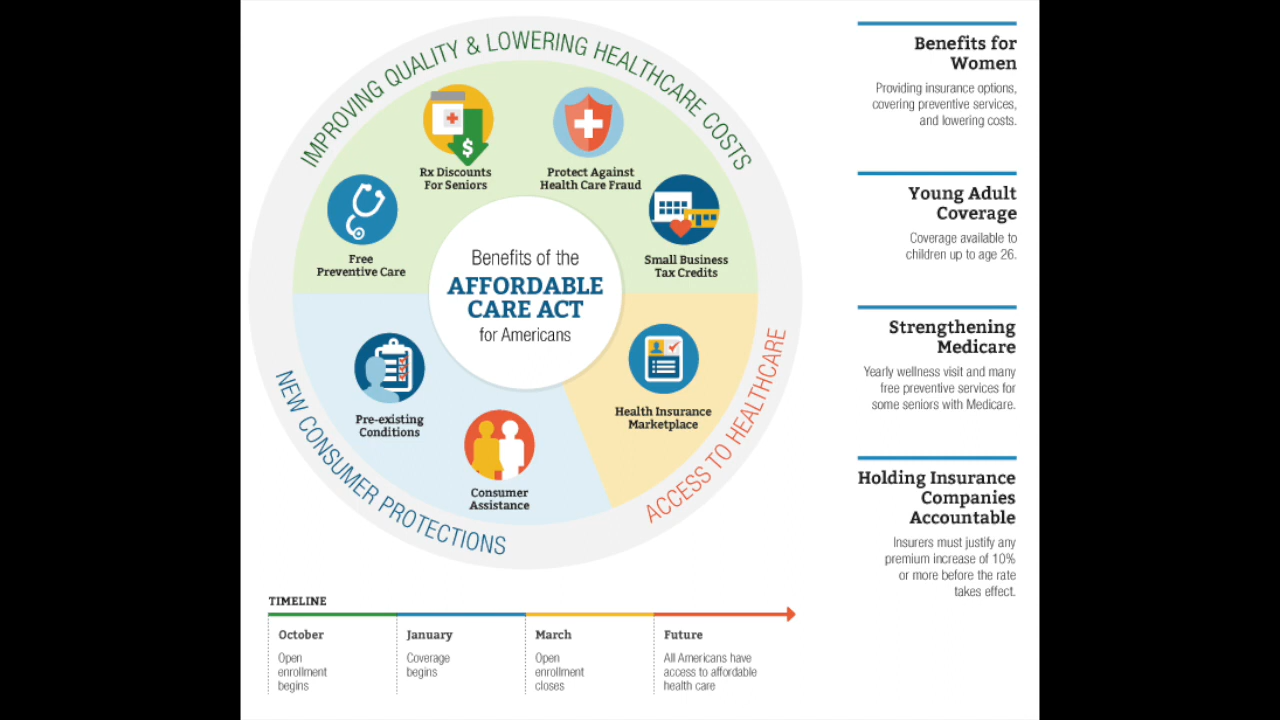 IMPROVING QUALITY & LOWERING HEALTHCARE COSTS
Rx Discounts
For Seniors
Protect Against
Health Care Fraud
Free
Preventive Care
Small Business
Tax Credits
Benefits of the
AFFORDABLE
CARE ACT
for Americans
Pre-existing
Conditions
Consumer
Assistance
NEW CONSUMER PROTECTIONS
Health Insurance
Marketplace
ACCESS TO HEALTHCARE
$
Benefits for
Women
Providing insurance options,
covering preventive services,
and lowering costs.
Young Adult
Coverage
Coverage available to
children up to age 26.
Strengthening
Medicare
Yearly wellness visit and many
free preventive services for
some seniors with Medicare.
Holding Insurance
Companies
Accountable
Insurers must justify any
premium increase of 10%
or more before the rate
takes effect.
TIMELINE
October
Open
enrollment
begins
January
Coverage
begins
March
Open
enrollment
closes
Future
All Americans have
access to affordable
health care